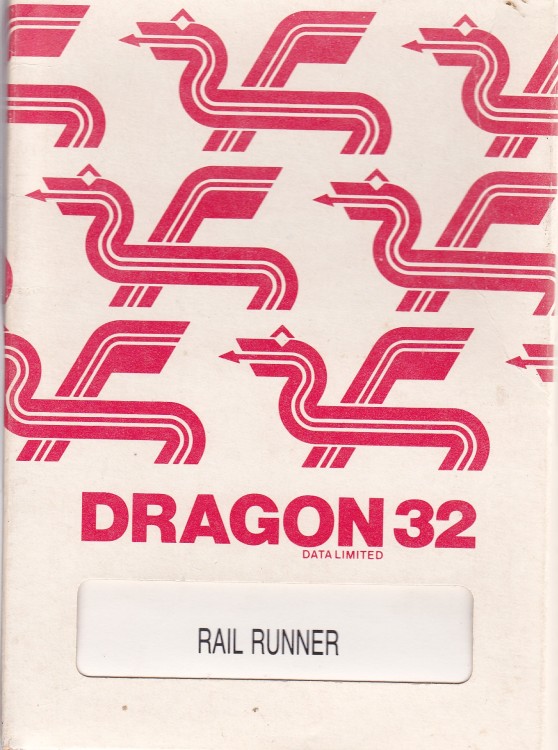 DRAGON 32
DATA LIMITED
RAIL RUNNER